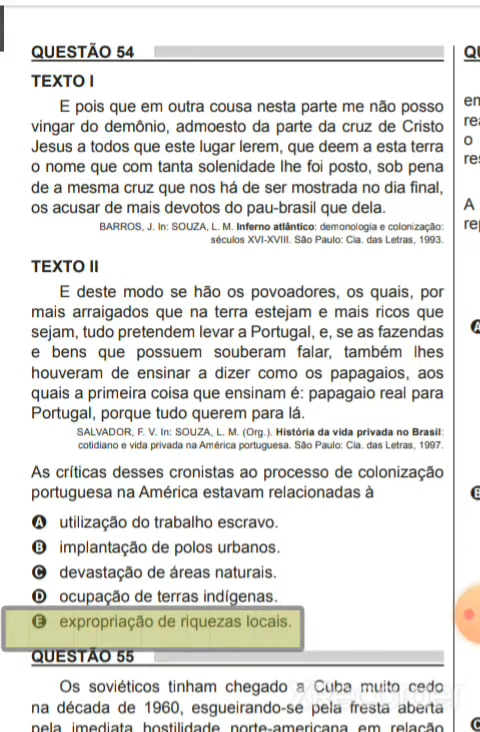 QUESTÃO 54
TEXTO I
E pois que em outra cousa nesta parte me não posso
vingar do demônio, admoesto da parte da cruz de Cristo
Jesus a todos que este lugar lerem, que deem a esta terra
o nome que com tanta solenidade lhe foi posto, sob pena
de a mesma cruz que nos há de ser mostrada no dia final,
os acusar de mais devotos do pau-brasil que dela.
BARROS, J. In: SOUZA, L. M. Inferno atlântico: demonologia e colonização:
séculos XVI-XVIII. São Paulo: Cia. das Letras, 1993.
TEXTO II
E deste modo se hão os povoadores, os quais, por
mais arraigados que na terra estejam e mais ricos que
sejam, tudo pretendem levar a Portugal, e, se as fazendas
e bens que possuem souberam falar, também lhes
houveram de ensinar a dizer como os papagaios, aos
quais a primeira coisa que ensinam é: papagaio real para
Portugal, porque tudo querem para lá.
SALVADOR, F. V. In: SOUZA, L. M. (Org.). História da vida privada no Brasil:
cotidiano e vida privada na América portuguesa. São Paulo: Cia. das Letras, 1997.
As críticas desses cronistas ao processo de colonização
portuguesa na América estavam relacionadas à
A utilização do trabalho escravo.
B implantação de polos urbanos.
C devastação de áreas naturais.
D ocupação de terras indígenas.
E expropriação de riquezas locais.
QUESTÃO 55
Os soviéticos tinham chegado a Cuba muito cedo
na década de 1960, esgueirando-se pela fresta aberta
pela imediata hostilidade norte-americana em relação